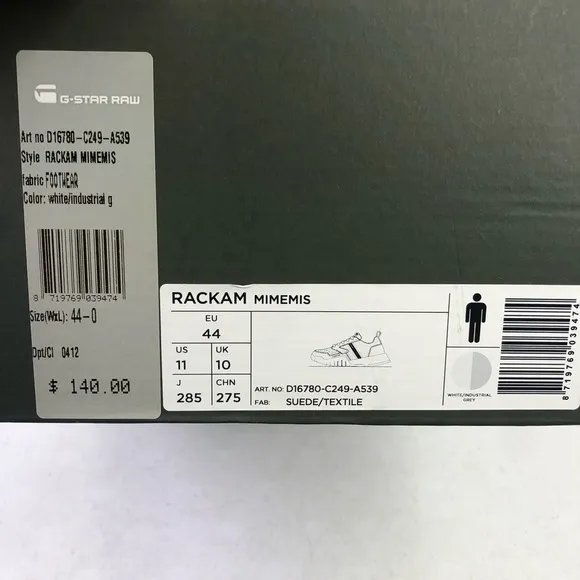 G-STAR RAW
Art no D16780-C249-A539
Style RACKAM MIMEMIS
fabric FOOTWEAR
Color: white/industrial g
8 719769 039474
Size(WxL): 44-0
Dpt/Cl 0412
$ 140.00
RACKAM MIMEMIS
EU
44
US UK
11 10
J CHN
285 275
ART. NO: D16780-C249-A539
FAB: SUEDE/TEXTILE
WHITE/INDUSTRIAL
GREY
8 719769 039474